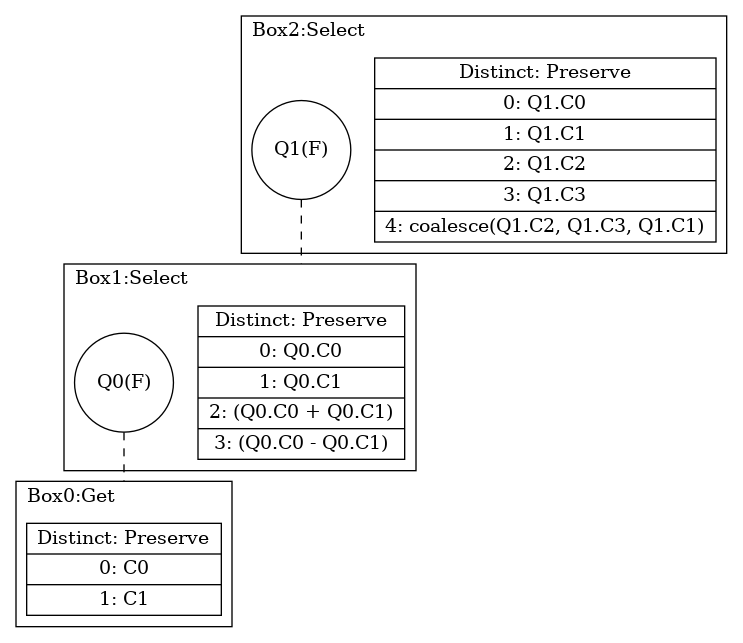 Box2:Select
Q1(F)
Distinct: Preserve
0: Q1.C0
1: Q1.C1
2: Q1.C2
3: Q1.C3
4: coalesce(Q1.C2, Q1.C3, Q1.C1)
Box1:Select
Q0(F)
Distinct: Preserve
0: Q0.C0
1: Q0.C1
2: (Q0.C0 + Q0.C1)
3: (Q0.C0 - Q0.C1)
Box0:Get
Distinct: Preserve
0: C0
1: C1